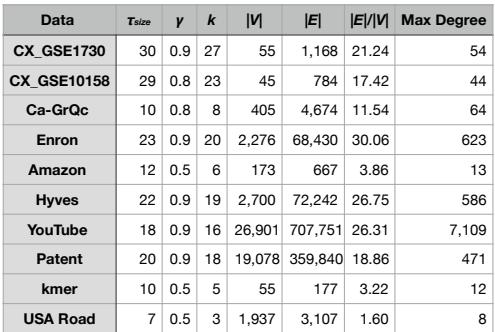 Data τsize γ k |V| |E| |E|/|V| Max Degree
CX_GSE1730 30 0.9 27 55 1,168 21.24 54
CX_GSE10158 29 0.8 23 45 784 17.42 44
Ca-GrQc 10 0.8 8 405 4,674 11.54 64
Enron 23 0.9 20 2,276 68,430 30.06 623
Amazon 12 0.5 6 173 667 3.86 13
Hyves 22 0.9 19 2,700 72,242 26.75 586
YouTube 18 0.9 16 26,901 707,751 26.31 7,109
Patent 20 0.9 18 19,078 359,840 18.86 471
kmer 10 0.5 5 55 177 3.22 12
USA Road 7 0.5 3 1,937 3,107 1.60 8